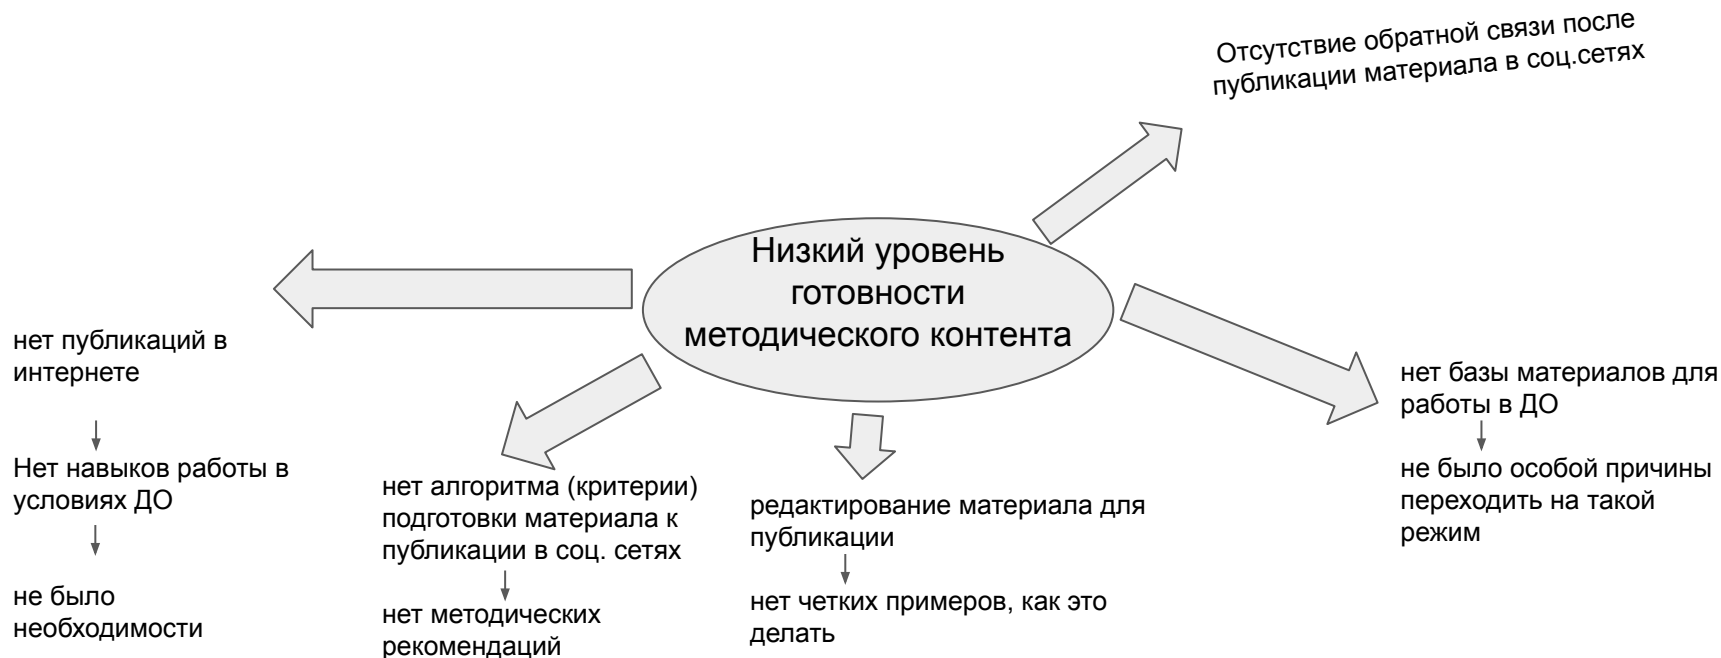 Отсутствие обратной связи после
публикации материала в соц.сетях
Низкий уровень
готовности
методического контента
нет публикаций в
интернете
Нет навыков работы в
условиях ДО
не было
необходимости
нет алгоритма (критерии)
подготовки материала к
публикации в соц. сетях
нет методических
рекомендаций
редактирование материала для
публикации
нет четких примеров, как это
делать
нет базы материалов для
работы в ДО
не было особой причины
переходить на такой
режим